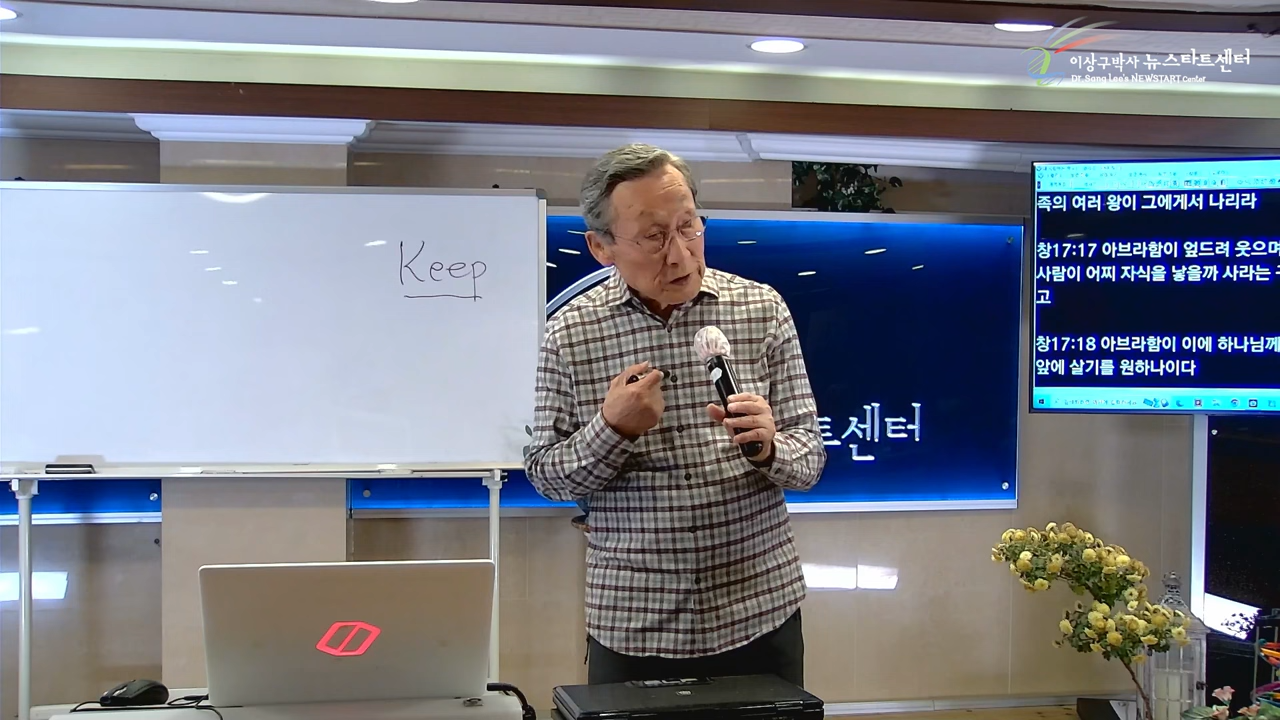 이상구박사 뉴스타트센터
Dr. Sang Lee's NEWSTART Center
Keep
족의 여러 왕이 그에게서 나리라
창17:17 아브라함이 엎드려 웃으며
사람이 어찌 자식을 낳을까 사라는
고
창17:18 아브라함이 이에 하나님께
앞에 살기를 원하나이다
트센터